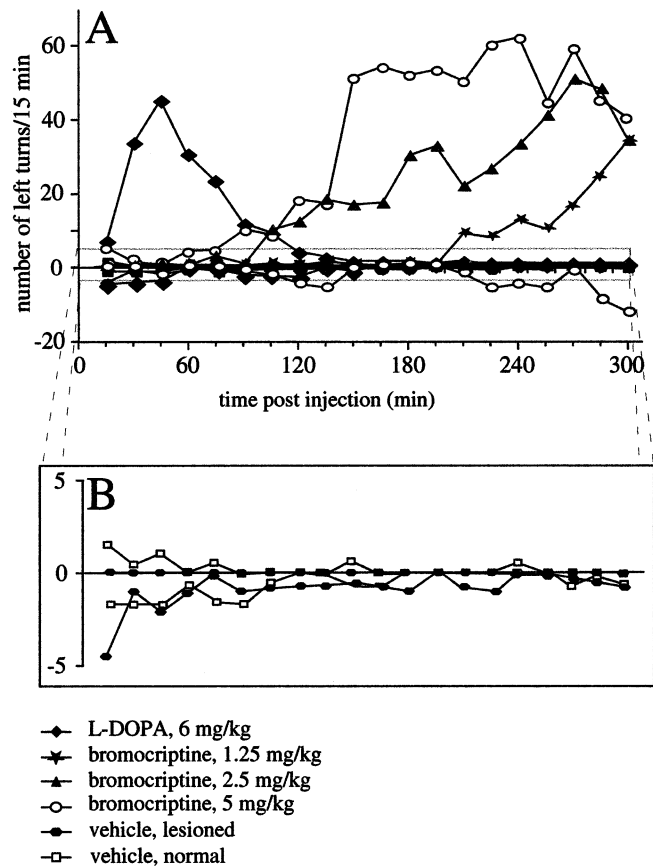 A
number of left turns/15 min
60
40
20
0
-20
0 60 120 180 240 300
time post injection (min)
B
5
0
-5
L-DOPA, 6 mg/kg
bromocriptine, 1.25 mg/kg
bromocriptine, 2.5 mg/kg
bromocriptine, 5 mg/kg
vehicle, lesioned
vehicle, normal